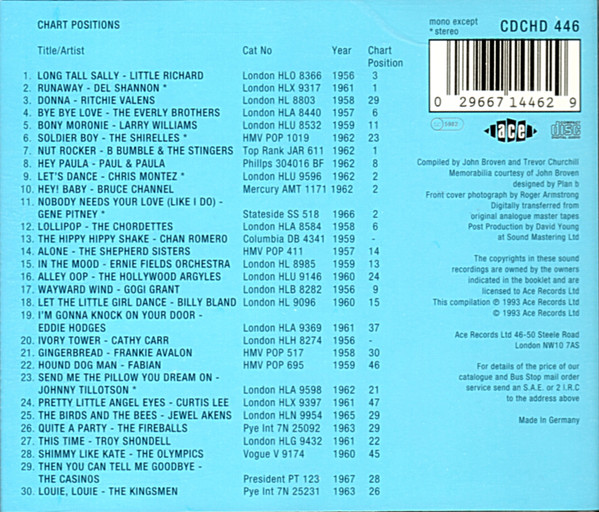 CHART POSITIONS
Title/Artist Cat No Year Chart Position
1. LONG TALL SALLY - LITTLE RICHARD London HLO 8366 1956 3
2. RUNAWAY - DEL SHANNON * London HLX 9317 1961 1
3. DONNA - RITCHIE VALENS London HL 8803 1958 29
4. BYE BYE LOVE - THE EVERLY BROTHERS London HLA 8440 1957 6
5. BONY MORONIE - LARRY WILLIAMS London HLU 8532 1959 11
6. SOLDIER BOY - THE SHIRELLES * HMV POP 1019 1962 23
7. NUT ROCKER - B BUMBLE & THE STINGERS Top Rank JAR 611 1962 1
8. HEY PAULA - PAUL & PAULA Philips 304016 BF 1962 8
9. LET'S DANCE - CHRIS MONTEZ * London HLU 9596 1962 2
10. HEY! BABY - BRUCE CHANNEL Mercury AMT 1171 1962 2
11. NOBODY NEEDS YOUR LOVE (LIKE I DO) -
GENE PITNEY * Stateside SS 518 1966 2
12. LOLLIPOP - THE CHORDETTES London HLA 8584 1958 6
13. THE HIPPY HIPPY SHAKE - CHAN ROMERO Columbia DB 4341 1959 -
14. ALONE - THE SHEPHERD SISTERS HMV POP 411 1957 14
15. IN THE MOOD - ERNIE FIELDS ORCHESTRA London HL 8985 1959 13
16. ALLEY OOP - THE HOLLYWOOD ARGYLES London HLU 9146 1960 24
17. WAYWARD WIND - GOGI GRANT London HLB 8282 1956 9
18. LET THE LITTLE GIRL DANCE - BILLY BLAND London HL 9096 1960 15
19. I'M GONNA KNOCK ON YOUR DOOR -
EDDIE HODGES London HLA 9369 1961 37
20. IVORY TOWER - CATHY CARR London HLH 8274 1956 -
21. GINGERBREAD - FRANKIE AVALON HMV POP 517 1958 30
22. HOUND DOG MAN - FABIAN HMV POP 695 1959 46
23. SEND ME THE PILLOW YOU DREAM ON -
JOHNNY TILLOTSON * London HLA 9598 1962 21
24. PRETTY LITTLE ANGEL EYES - CURTIS LEE London HLX 9397 1961 47
25. THE BIRDS AND THE BEES - JEWEL AKENS London HLN 9954 1965 29
26. QUITE A PARTY - THE FIREBALLS Pye Int 7N 25092 1963 29
27. THIS TIME - TROY SHONDELL London HLG 9432 1961 22
28. SHIMMY LIKE KATE - THE OLYMPICS Vogue V 9174 1960 45
29. THEN YOU CAN TELL ME GOODBYE -
THE CASINOS President PT 123 1967 28
30. LOUIE, LOUIE - THE KINGSMEN Pye Int 7N 25231 1963 26
mono except
* stereo
CDCHD 446
0 29667 14462 9
ace
COMPACT disc DIGITAL AUDIO
Compiled by John Broven and Trevor Churchill
Memorabilia courtesy of John Broven
designed by Plan b
Front cover photograph by Roger Armstrong
Digitally transferred from
original analogue master tapes
Post Production by David Young
at Sound Mastering Ltd
The copyrights in these sound
recordings are owned by the owners
indicated in the booklet and are
licensed to Ace Records Ltd
This compilation ℗ 1993 Ace Records Ltd
© 1993 Ace Records Ltd
Ace Records Ltd 46-50 Steele Road
London NW10 7AS
For details of the price of our
catalogue and Bus Stop mail order
service send an S.A.E. or 2 I.R.C
to the address above
Made in Germany